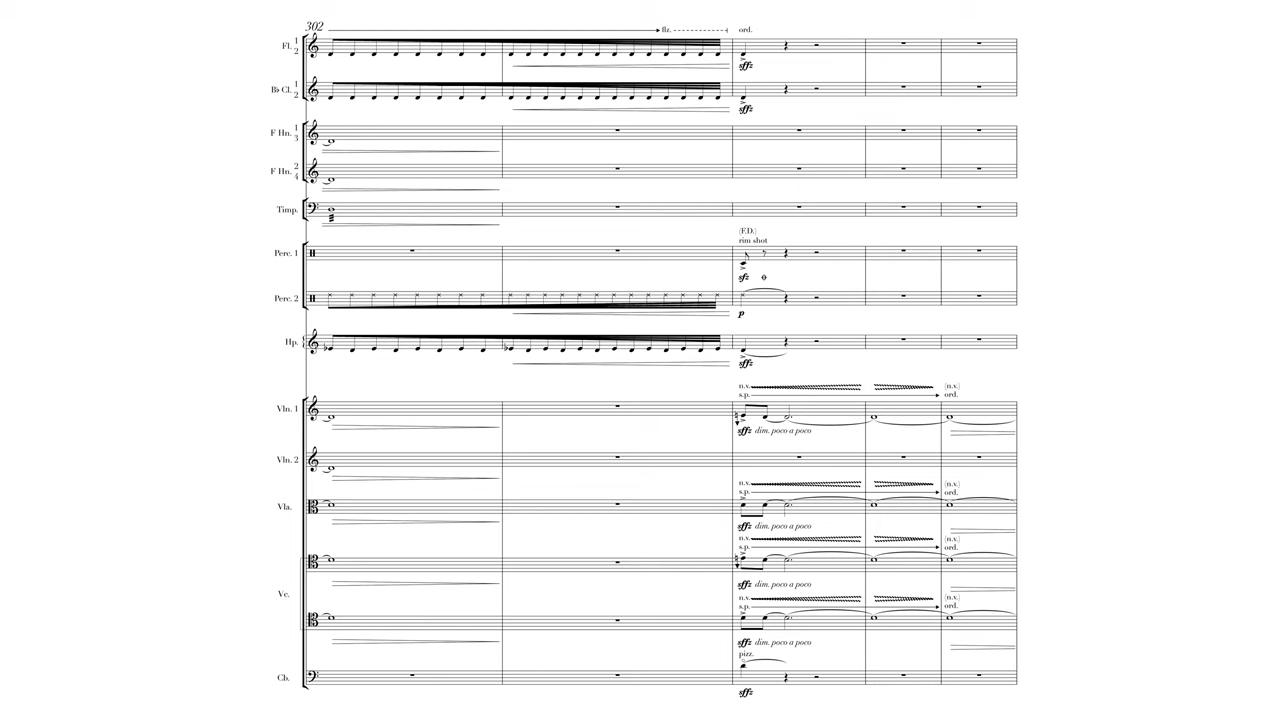 302
flz.
ord.
Fl. 1
2
sffz
B♭ Cl. 1
2
sffz
F Hn. 1
3
F Hn. 2
4
Timp.
(F.D.)
rim shot
Perc. 1
sfz
Perc. 2
p
Hp.
sffz
n.v. (n.v.)
s.p. ord.
Vln. 1
sffz dim. poco a poco
Vln. 2
n.v. (n.v.)
s.p. ord.
Vla.
sffz dim. poco a poco
n.v. (n.v.)
s.p. ord.
sffz dim. poco a poco
Vc.
n.v. (n.v.)
s.p. ord.
sffz dim. poco a poco
pizz.
Cb.
sffz